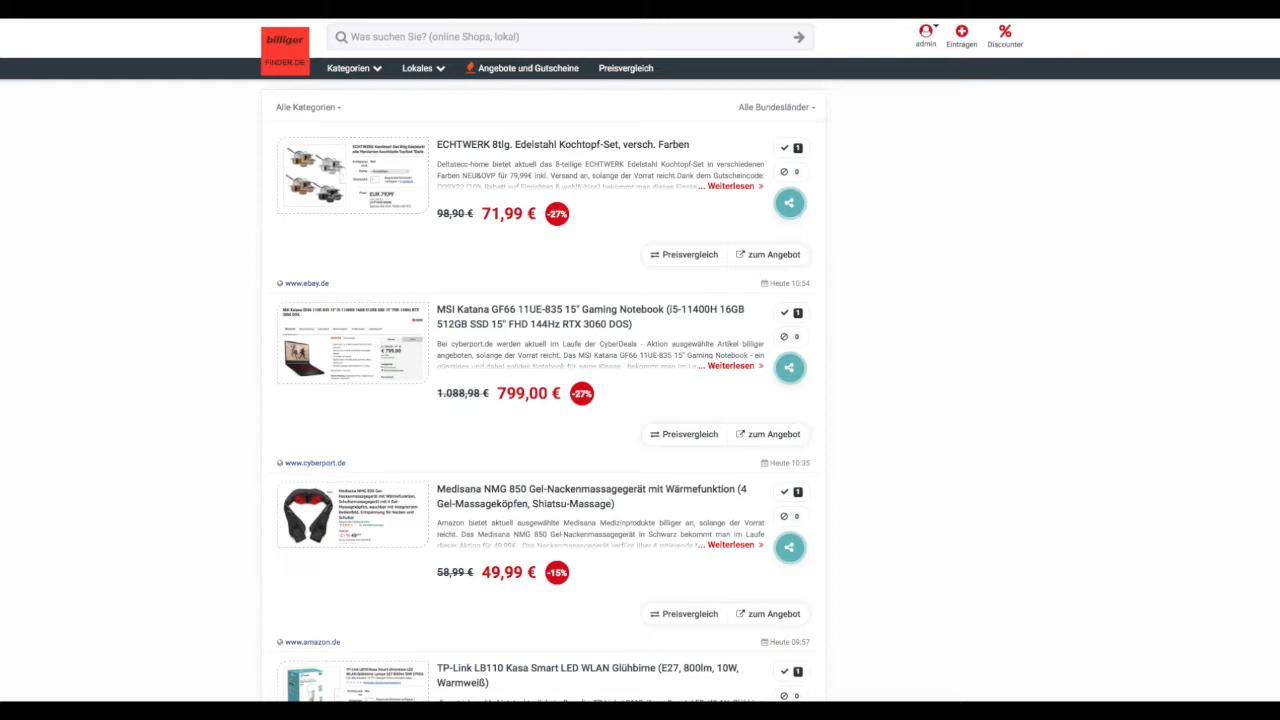 billiger
FINDER.DE
Was suchen Sie? (online Shops, lokal)
admin
Eintragen
Discounter
Kategorien
Lokales
Angebote und Gutscheine
Preisvergleich
Alle Kategorien
Alle Bundesländer
ECHTWERK 8tlg. Edelstahl Kochtopf-Set, versch. Farben
1
Deltatecc-home bietet aktuell das 8-teilige ECHTWERK Edelstahl Kochtopf-Set in verschiedenen
Farben NEU&OVP für 79,99€ inkl. Versand an, solange der Vorrat reicht.Dank dem Gutscheincode:
0
... Weiterlesen »
98,90 € 71,99 € -27%
Preisvergleich
zum Angebot
www.ebay.de
Heute 10:54
MSI Katana GF66 11UE-835 15" Gaming Notebook (i5-11400H 16GB
512GB SSD 15" FHD 144Hz RTX 3060 DOS)
1
0
Bei cyberport.de werden aktuell im Laufe der CyberDeals - Aktion ausgewählte Artikel billiger
angeboten, solange der Vorrat reicht. Das MSI Katana GF66 11UE-835 15" Gaming Notebook - ein
... Weiterlesen »
1.088,98 € 799,00 € -27%
Preisvergleich
zum Angebot
www.cyberport.de
Heute 10:35
Medisana NMG 850 Gel-Nackenmassagegerät mit Wärmefunktion (4
Gel-Massageköpfen, Shiatsu-Massage)
1
0
Amazon bietet aktuell ausgewählte Medisana Medizinprodukte billiger an, solange der Vorrat
reicht. Das Medisana NMG 850 Gel-Nackenmassagegerät in Schwarz bekommt man im Laufe
... Weiterlesen »
58,99 € 49,99 € -15%
Preisvergleich
zum Angebot
www.amazon.de
Heute 09:57
TP-Link LB110 Kasa Smart LED WLAN Glühbirne (E27, 800lm, 10W,
Warmweiß)
1
0